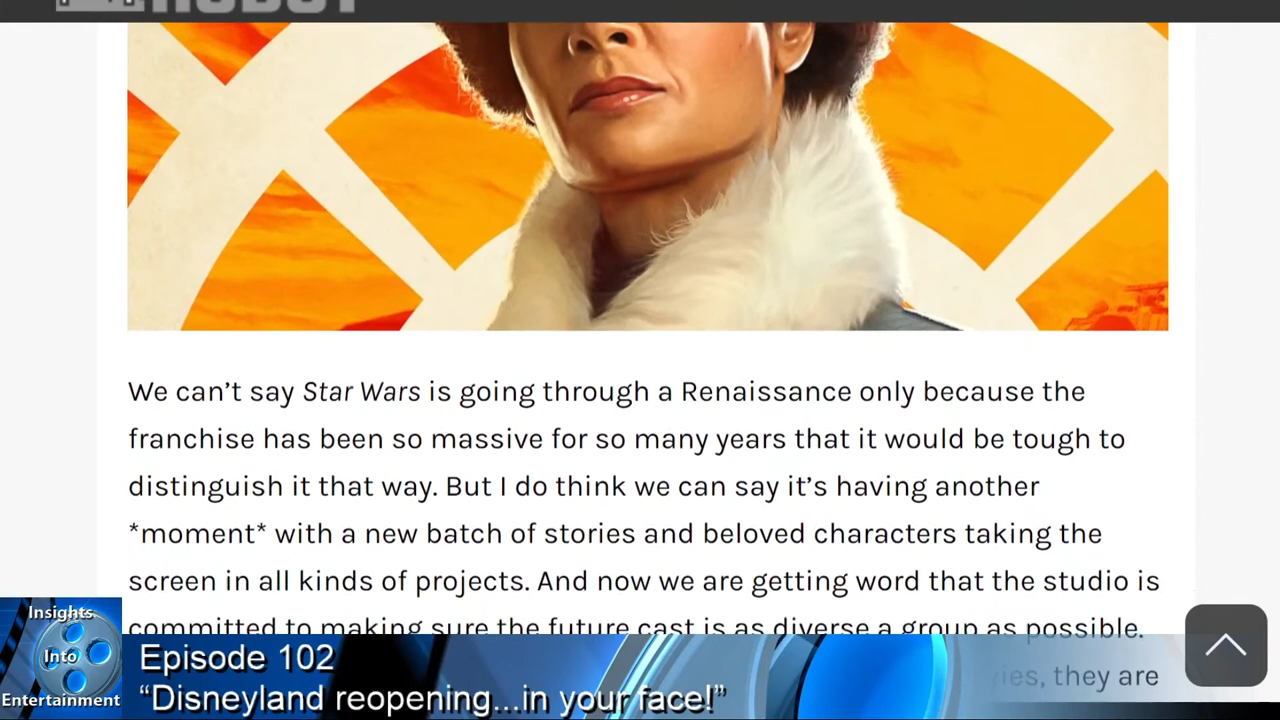 We can't say Star Wars is going through a Renaissance only because the
franchise has been so massive for so many years that it would be tough to
distinguish it that way. But I do think we can say it's having another
*moment* with a new batch of stories and beloved characters taking the
screen in all kinds of projects. And now we are getting word that the studio is
committed to making sure the future cast is as diverse a group as possible.
they are
Insights
Into
Entertainment
Episode 102
“Disneyland reopening...in your face!”